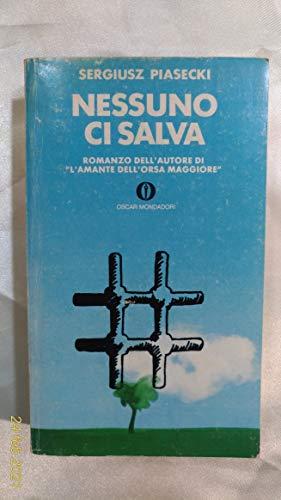 SERGIUSZ PIASECKI
NESSUNO
CI SALVA
ROMANZO DELL'AUTORE DI
"L'AMANTE DELL'ORSA MAGGIORE"
OSCAR MONDADORI